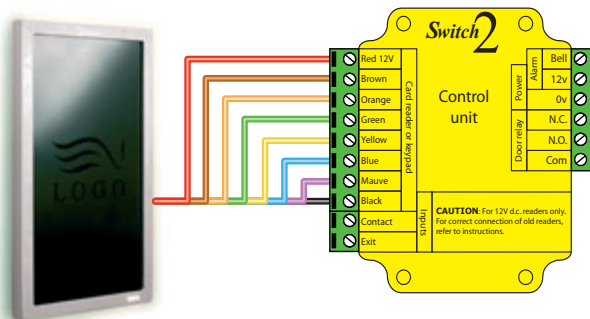 LOGO
Switch2
Control
unit
Red 12V
Brown
Orange
Green
Yellow
Blue
Mauve
Black
Contact
Exit
Card reader or keypad
Inputs
Bell
12v
0v
N.C.
N.O.
Com
Alarm
Power
Door relay
CAUTION: For 12V d.c. readers only.
For correct connection of old readers,
refer to instructions.